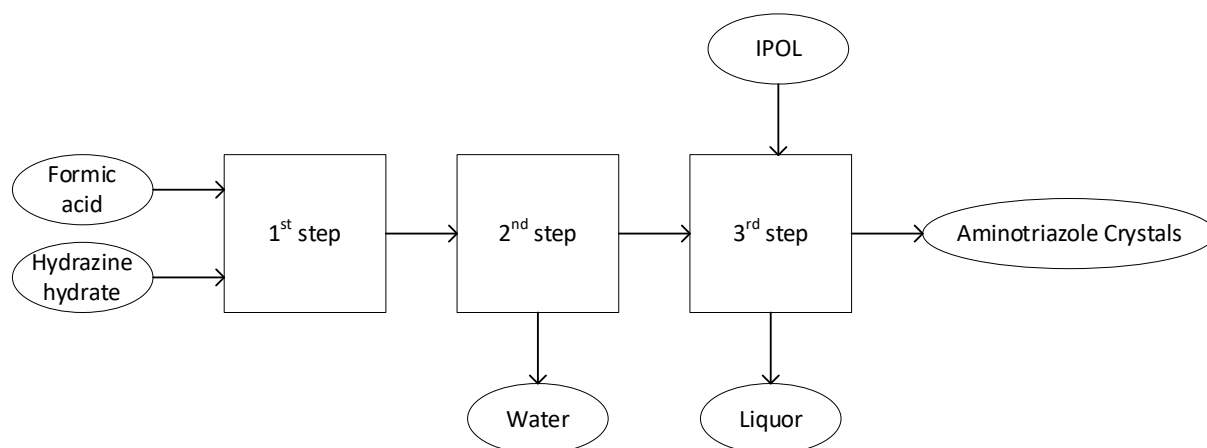 IPOL
Formic
acid
1st step
2nd step
3rd step
Aminotriazole Crystals
Hydrazine
hydrate
Water
Liquor